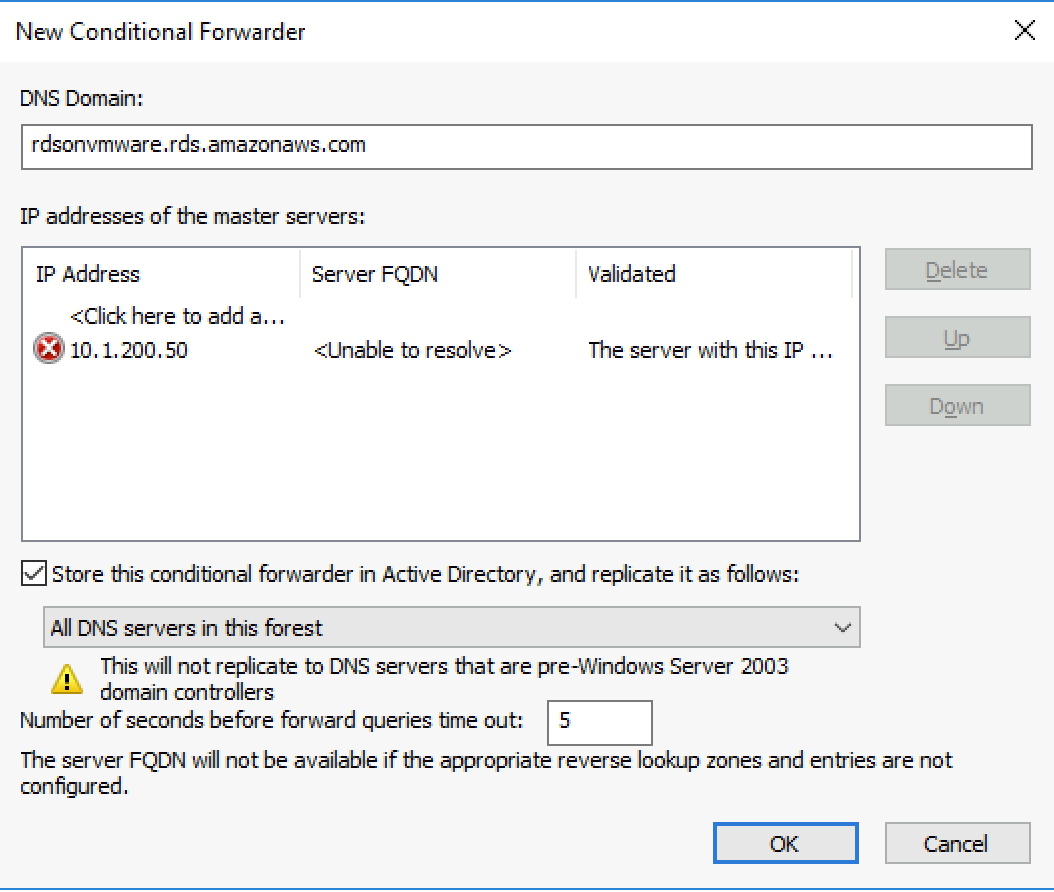 New Conditional Forwarder
DNS Domain:
rdsonvmware.rds.amazonaws.com
IP addresses of the master servers:
IP Address Server FQDN Validated
<Click here to add a...
10.1.200.50 <Unable to resolve> The server with this IP ...
Delete
Up
Down
Store this conditional forwarder in Active Directory, and replicate it as follows:
All DNS servers in this forest
This will not replicate to DNS servers that are pre-Windows Server 2003
domain controllers
Number of seconds before forward queries time out: 5
The server FQDN will not be available if the appropriate reverse lookup zones and entries are not
configured.
OK Cancel